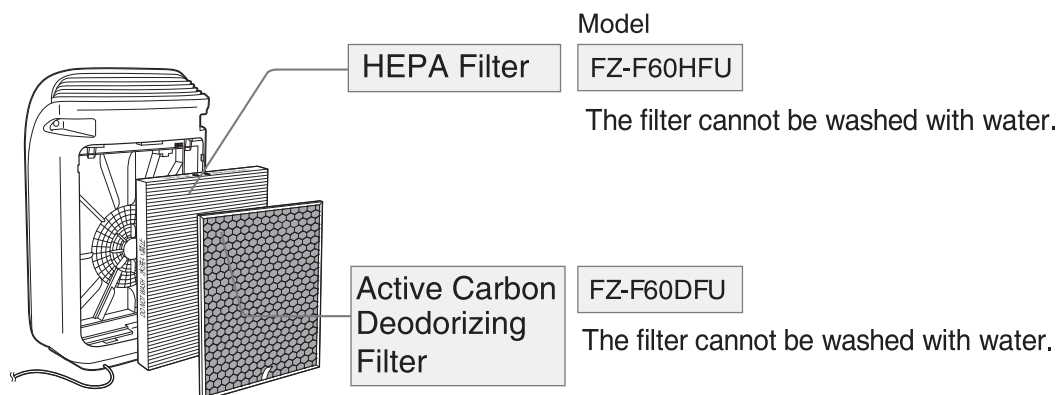 Model
HEPA Filter
FZ-F60HFU
The filter cannot be washed with water.
Active Carbon
Deodorizing
Filter
FZ-F60DFU
The filter cannot be washed with water.